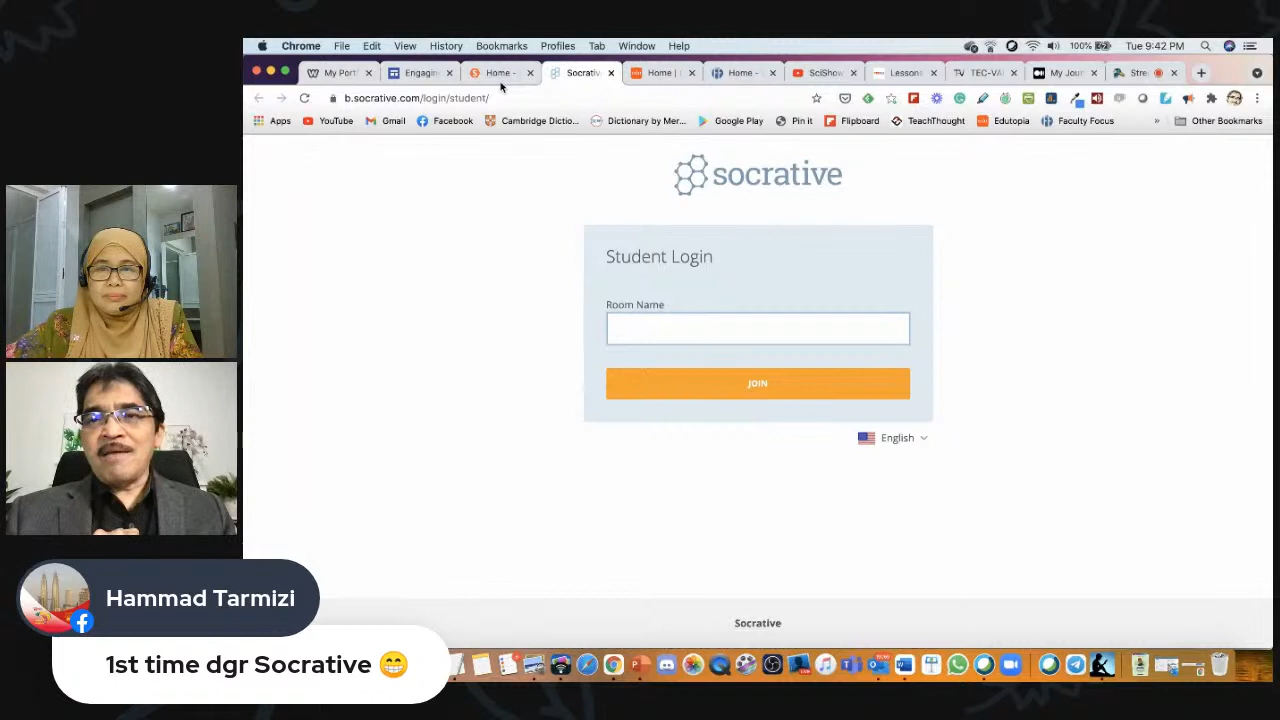 Chrome File Edit View History Bookmarks Profiles Tab Window Help 100% Tue 9:42 PM
My Port Engagin Home - Socrativ Home | Home - SciShow Lessons TEC-VA My Jour Stre
b.socrative.com/login/student/
Apps YouTube Gmail Facebook Cambridge Dictio... Dictionary by Mer... Google Play Pin it Flipboard TeachThought Edutopia Faculty Focus » Other Bookmarks
socrative
Student Login
Room Name
JOIN
English
Socrative
Hammad Tarmizi
1st time dgr Socrative 😁